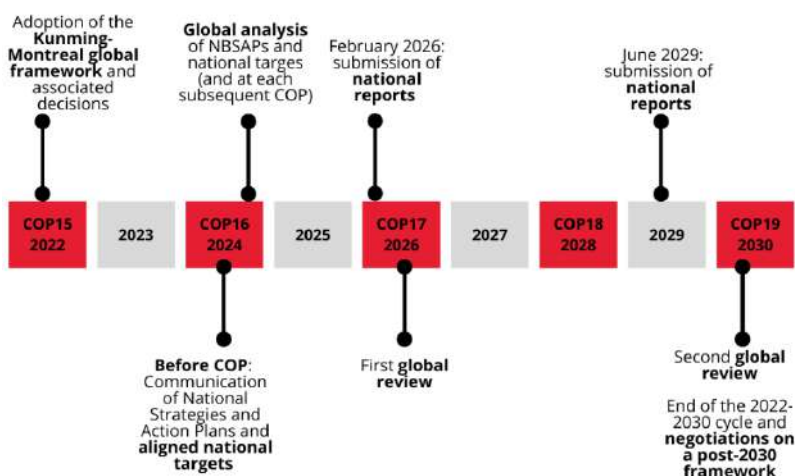 Adoption of the
Kunming-
Montreal global
framework and
associated
decisions
Global analysis
of NBSAPs and
national targes
(and at each
subsequent COP)
February 2026:
submission of
national
reports
June 2029:
submission of
national
reports
COP15
2022
2023
COP16
2024
2025
COP17
2026
2027
COP18
2028
2029
COP19
2030
Before COP:
Communication
of National
Strategies and
Action Plans and
aligned national
targets
First global
review
Second global
review
End of the 2022-
2030 cycle and
negotiations on
a post-2030
framework